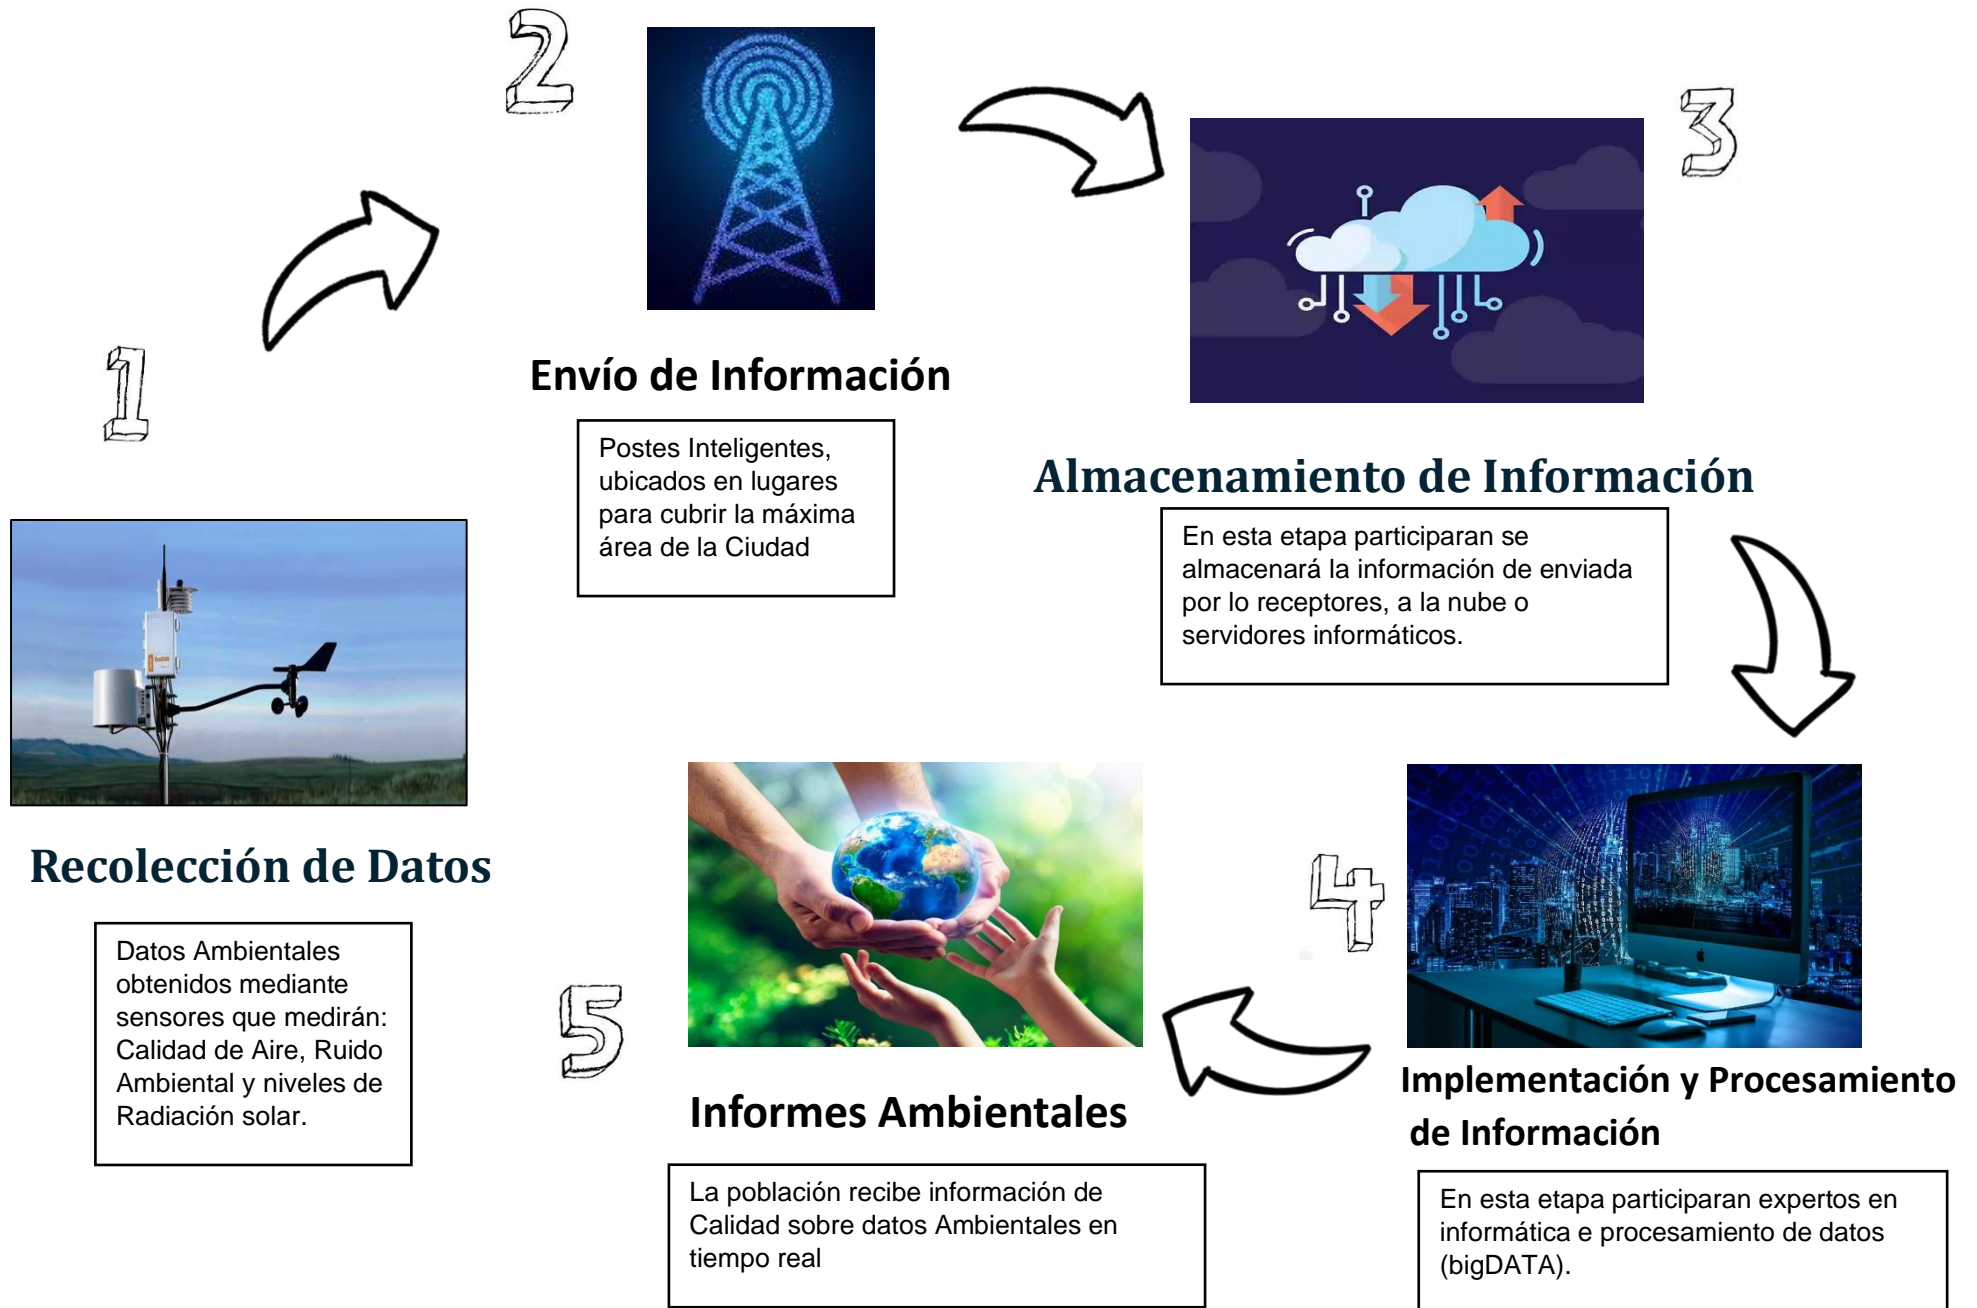 1
Recolección de Datos
Datos Ambientales
obtenidos mediante
sensores que medirán:
Calidad de Aire, Ruido
Ambiental y niveles de
Radiación solar.
2
Envío de Información
Postes Inteligentes,
ubicados en lugares
para cubrir la máxima
área de la Ciudad
3
Almacenamiento de Información
En esta etapa participaran se
almacenará la información de enviada
por lo receptores, a la nube o
servidores informáticos.
4
Implementación y Procesamiento
de Información
En esta etapa participaran expertos en
informática e procesamiento de datos
(bigDATA).
5
Informes Ambientales
La población recibe información de
Calidad sobre datos Ambientales en
tiempo real